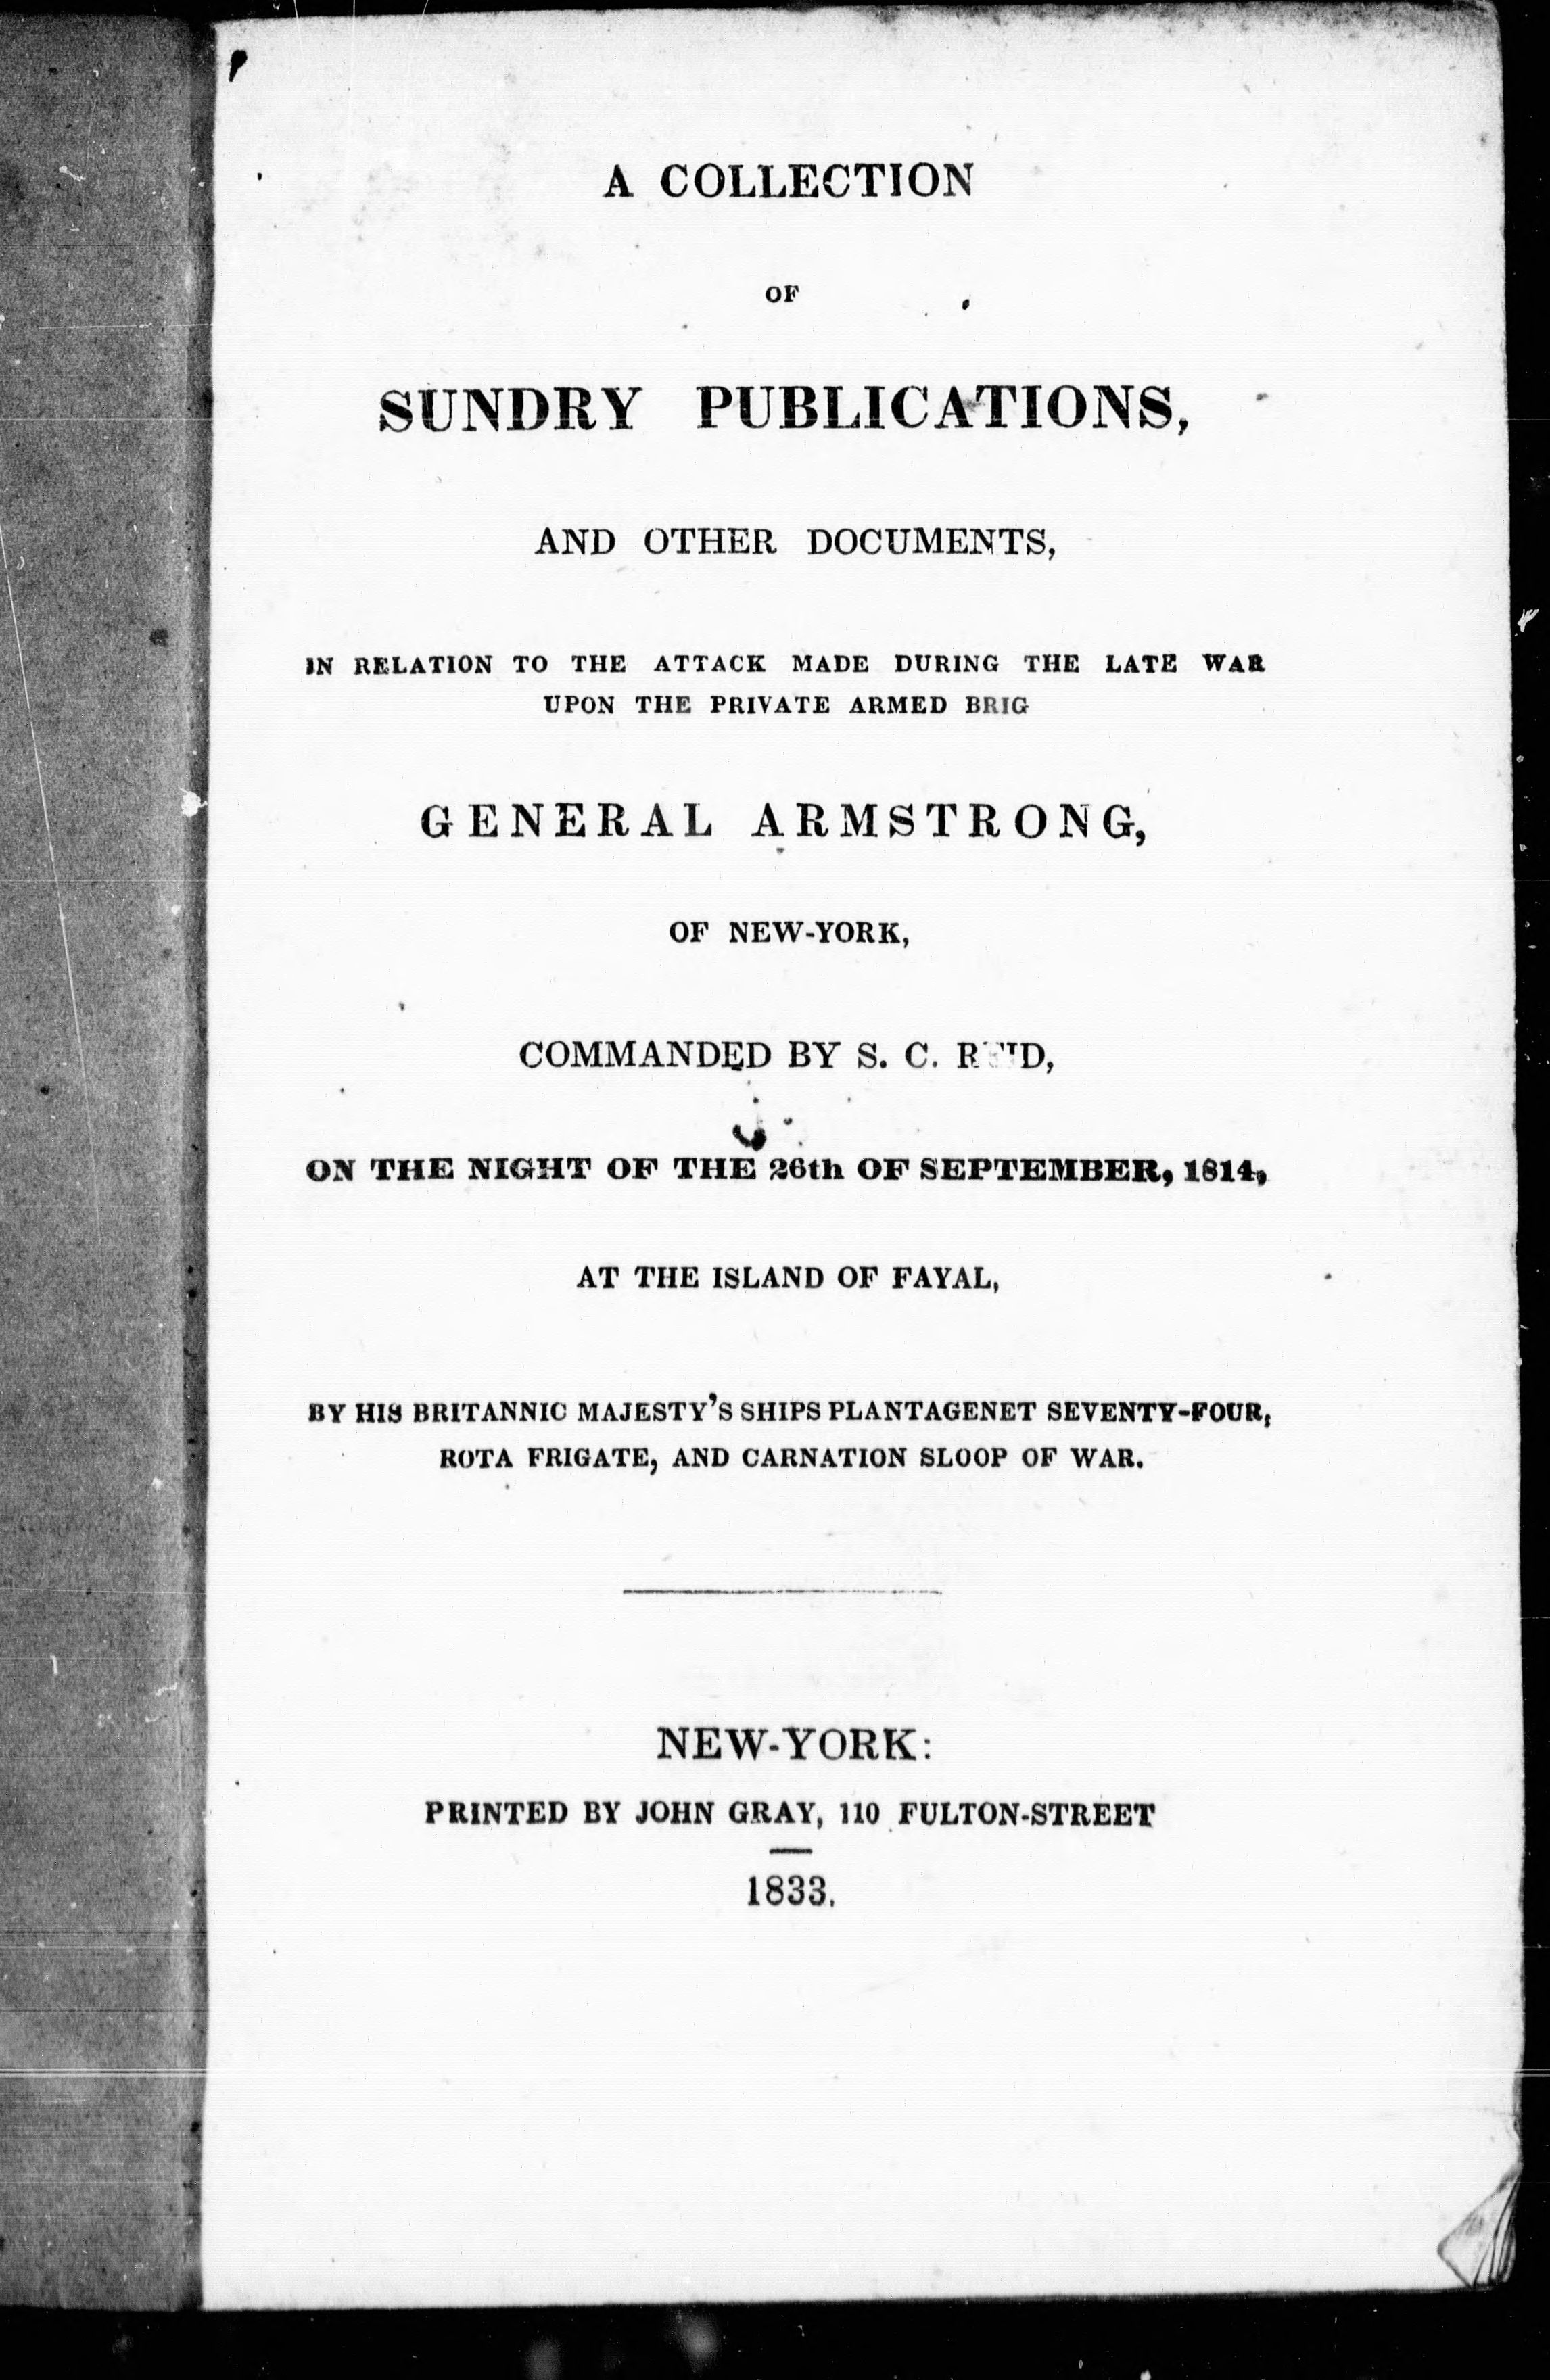 A COLLECTION
OF
SUNDRY PUBLICATIONS,
AND OTHER DOCUMENTS,
IN RELATION TO THE ATTACK MADE DURING THE LATE WAR
UPON THE PRIVATE ARMED BRIG
GENERAL ARMSTRONG,
OF NEW-YORK,
COMMANDED BY S. C.
ON THE NIGHT OF THE 26th OF SEPTEMBER, 1814,
AT THE ISLAND OF FAYAL,
BY HIS BRITANNIC MAJESTY'S SHIPS PLANTAGENET SEVENTY-FOUR,
ROTA FRIGATE, AND CARNATION SLOOP OF WAR.
NEW-YORK:
PRINTED BY JOHN GRAY, 110 FULTON-STREET
1833.